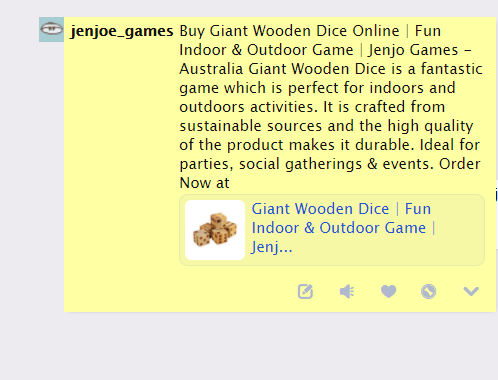 jenjoe_games Buy Giant Wooden Dice Online | Fun
Indoor & Outdoor Game | Jenjo Games -
Australia Giant Wooden Dice is a fantastic
game which is perfect for indoors and
outdoors activities. It is crafted from
sustainable sources and the high quality
of the product makes it durable. Ideal for
parties, social gatherings & events. Order
Now at
Giant Wooden Dice | Fun
Indoor & Outdoor Game |
Jenj...